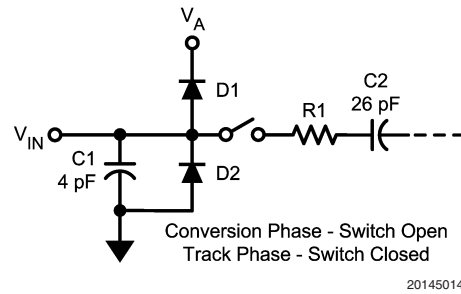 VA
D1
C2
26 pF
R1
VIN
C1
4 pF
D2
Conversion Phase - Switch Open
Track Phase - Switch Closed
20145014